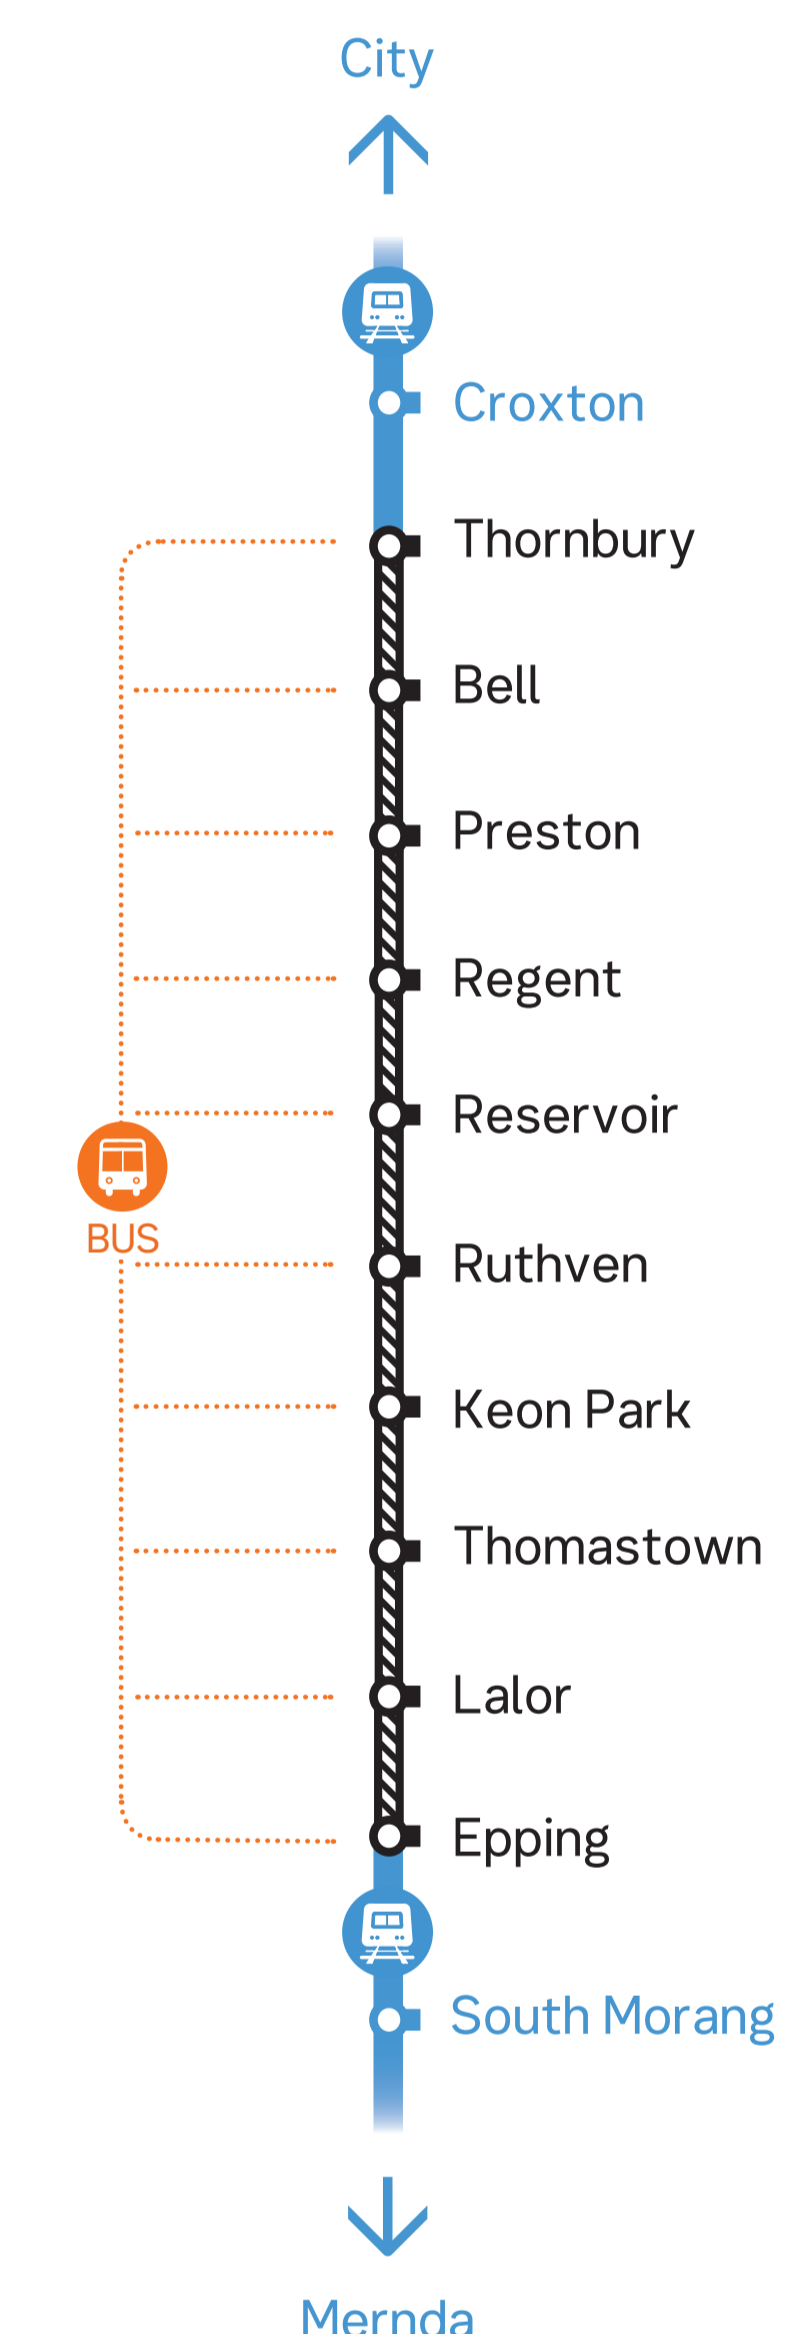 City
Croxton
Thornbury
Bell
Preston
Regent
Reservoir
BUS
Ruthven
Keon Park
Thomastown
Lalor
Epping
South Morang
Mernda